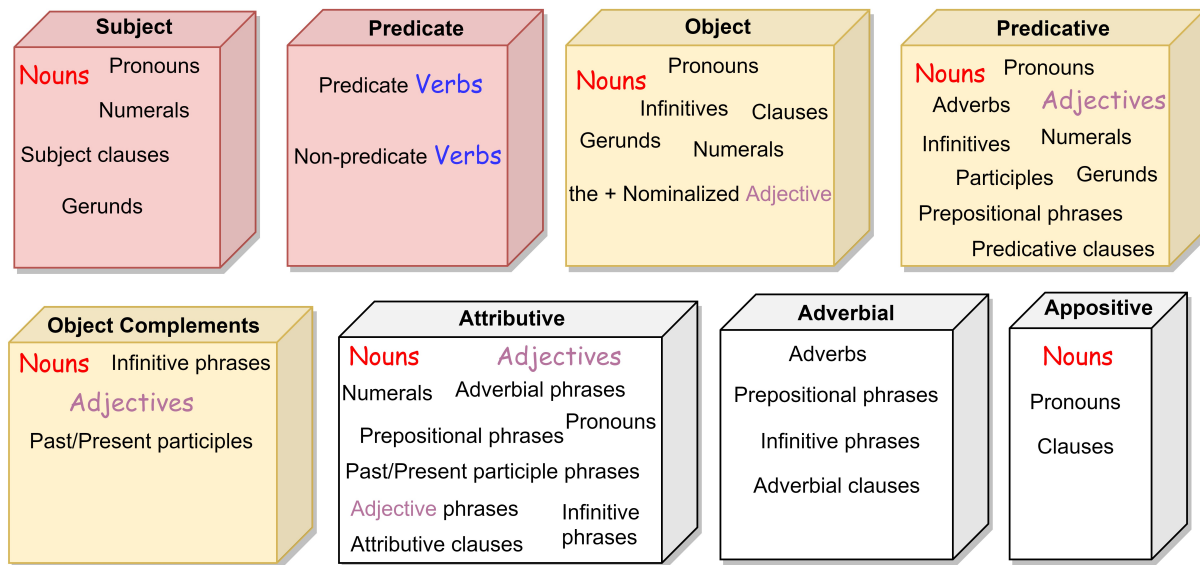 Subject
Nouns
Pronouns
Numerals
Subject clauses
Gerunds
Predicate
Predicate Verbs
Non-predicate Verbs
Object
Pronouns
Nouns
Infinitives
Clauses
Gerunds
Numerals
the + Nominalized Adjective
Predicative
Nouns
Pronouns
Adverbs
Adjectives
Infinitives
Numerals
Participles
Gerunds
Prepositional phrases
Predicative clauses
Object Complements
Nouns
Infinitive phrases
Adjectives
Past/Present participles
Attributive
Nouns
Adjectives
Numerals
Adverbial phrases
Prepositional phrases
Pronouns
Past/Present participle phrases
Adjective phrases
Infinitive
phrases
Attributive clauses
Adverbial
Adverbs
Prepositional phrases
Infinitive phrases
Adverbial clauses
Appositive
Nouns
Pronouns
Clauses